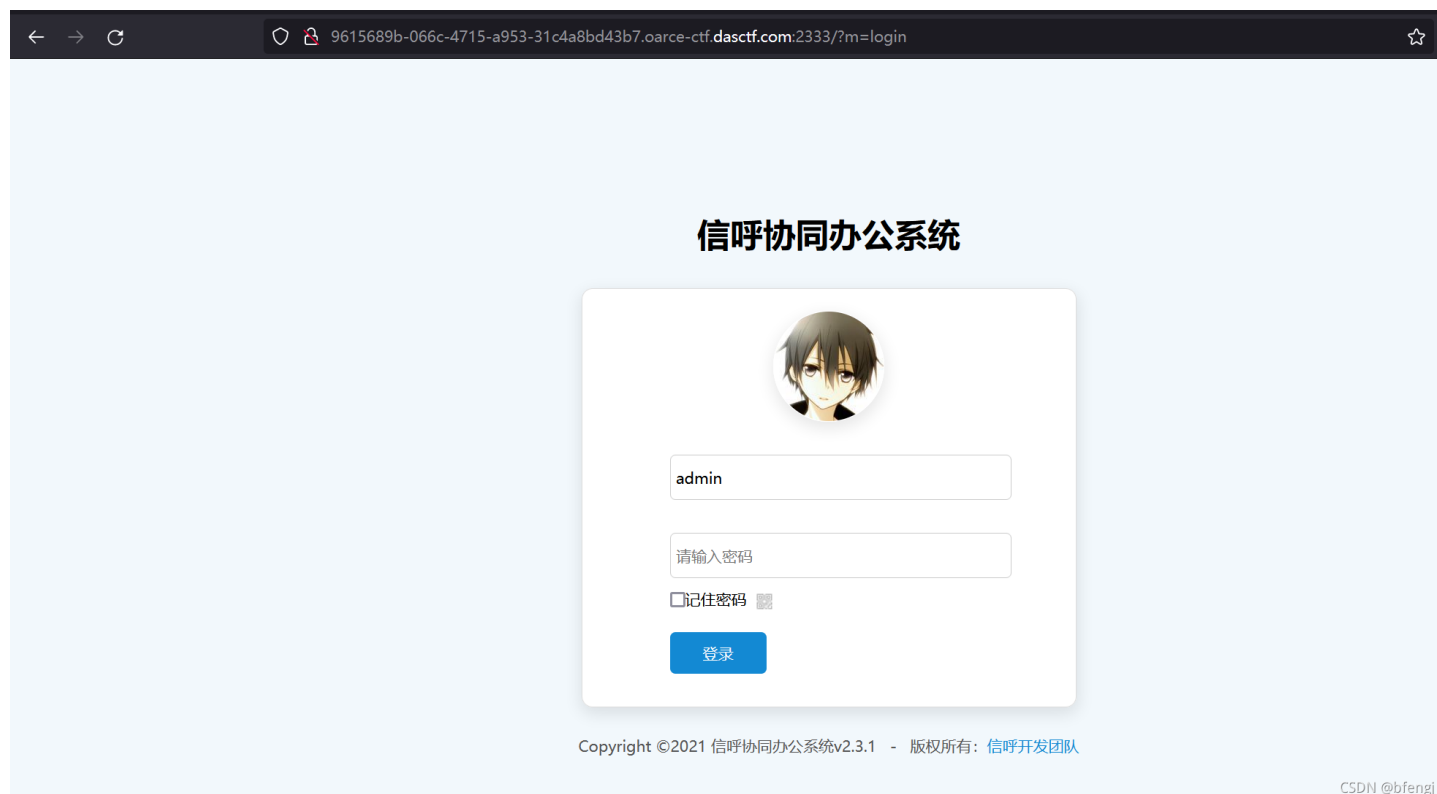 9615689b-066c-4715-a953-31c4a8bd43b7.oarce-ctf.dasctf.com:2333/?m=login
信呼协同办公系统
admin
请输入密码
记住密码
登录
Copyright ©2021 信呼协同办公系统v2.3.1 - 版权所有：信呼开发团队
CSDN @bfengj